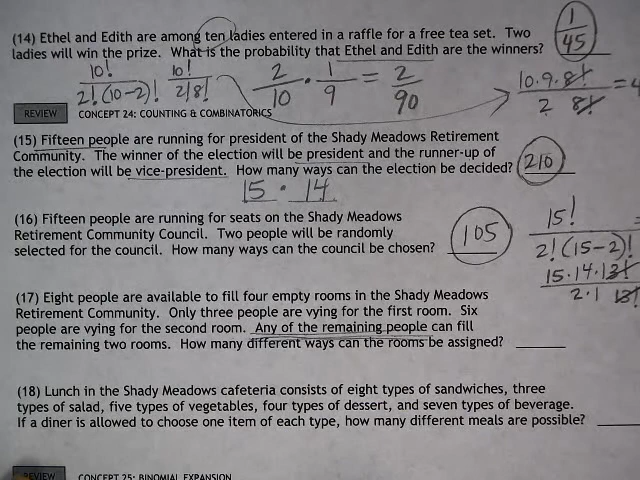 (14) Ethel and Edith are among ten ladies entered in a raffle for a free tea set. Two
ladies will win the prize. What is the probability that Ethel and Edith are the winners? 1/45
10!/2!(10-2)! 10!/2!8! 2/10 · 1/9 = 2/90 10·9·8!/2 8! = 4
REVIEW CONCEPT 24: COUNTING & COMBINATORICS
(15) Fifteen people are running for president of the Shady Meadows Retirement
Community. The winner of the election will be president and the runner-up of
the election will be vice-president. How many ways can the election be decided? 210
15 · 14
(16) Fifteen people are running for seats on the Shady Meadows
Retirement Community Council. Two people will be randomly
selected for the council. How many ways can the council be chosen? 105
15!/2!(15-2)! =
15·14·13!/2·1 13!
(17) Eight people are available to fill four empty rooms in the Shady Meadows
Retirement Community. Only three people are vying for the first room. Six
people are vying for the second room. Any of the remaining people can fill
the remaining two rooms. How many different ways can the rooms be assigned?
(18) Lunch in the Shady Meadows cafeteria consists of eight types of sandwiches, three
types of salad, five types of vegetables, four types of dessert, and seven types of beverage.
If a diner is allowed to choose one item of each type, how many different meals are possible?
REVIEW CONCEPT 25: BINOMIAL EXPANSION